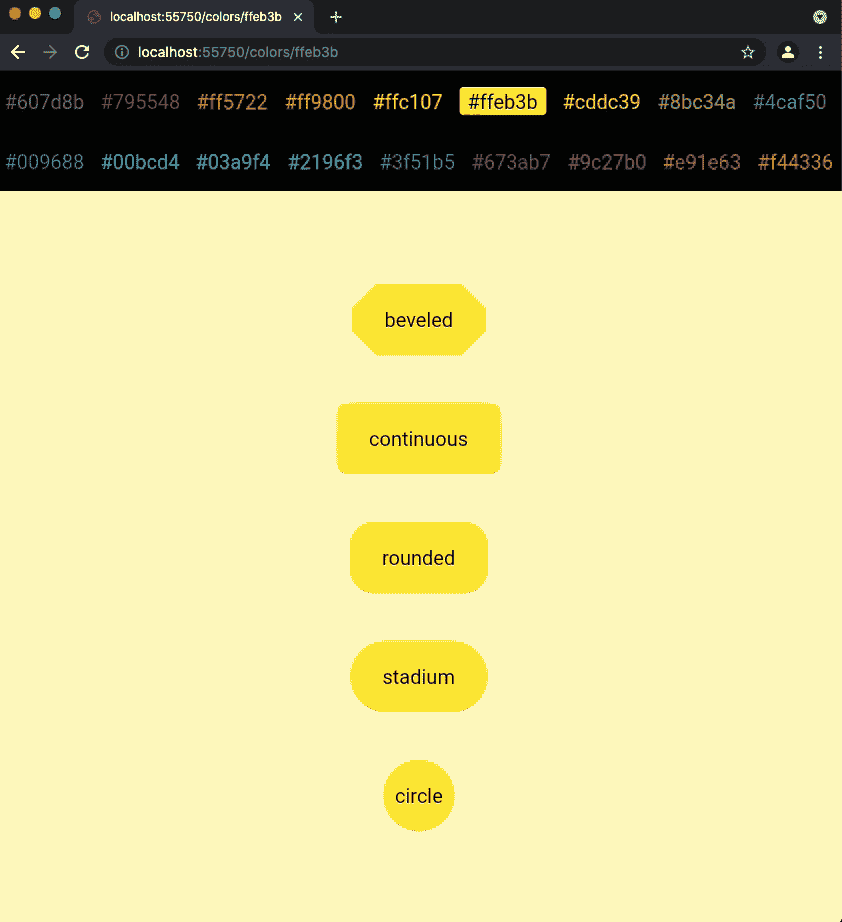 localhost:55750/colors/ffeb3b
localhost:55750/colors/ffeb3b
#607d8b #795548 #ff5722 #ff9800 #ffc107 #ffeb3b #cddc39 #8bc34a #4caf50
#009688 #00bcd4 #03a9f4 #2196f3 #3f51b5 #673ab7 #9c27b0 #e91e63 #f44336
beveled
continuous
rounded
stadium
circle